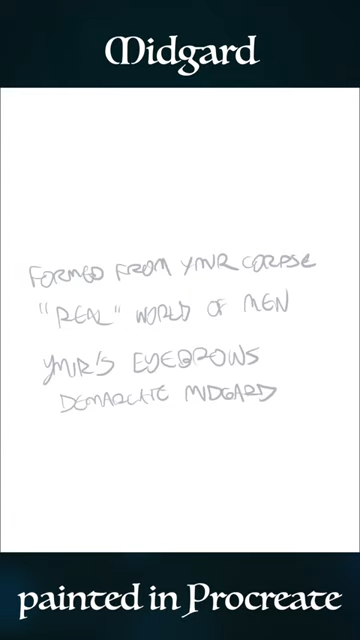 Midgard
FORMED FROM YMIR CORPSE
"REAL" WORLD OF MEN
YMIR'S EYEBROWS
DEMARCATE MIDGARD
painted in Procreate